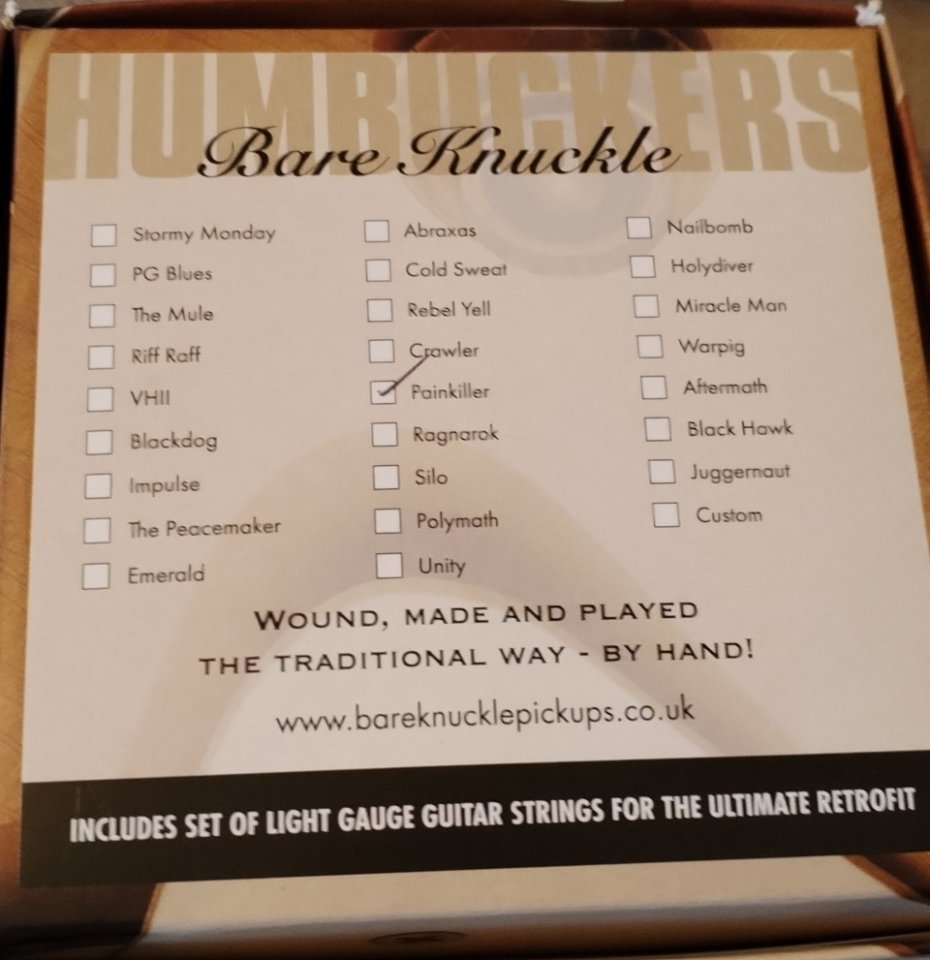 HUMBUCKERS
Bare Knuckle
Stormy Monday
PG Blues
The Mule
Riff Raff
VHII
Blackdog
Impulse
The Peacemaker
Emerald
Abraxas
Cold Sweat
Rebel Yell
Crawler
Painkiller
Ragnarok
Silo
Polymath
Unity
Nailbomb
Holydiver
Miracle Man
Warpig
Aftermath
Black Hawk
Juggernaut
Custom
WOUND, MADE AND PLAYED
THE TRADITIONAL WAY - BY HAND!
www.bareknucklepickups.co.uk
INCLUDES SET OF LIGHT GAUGE GUITAR STRINGS FOR THE ULTIMATE RETROFIT